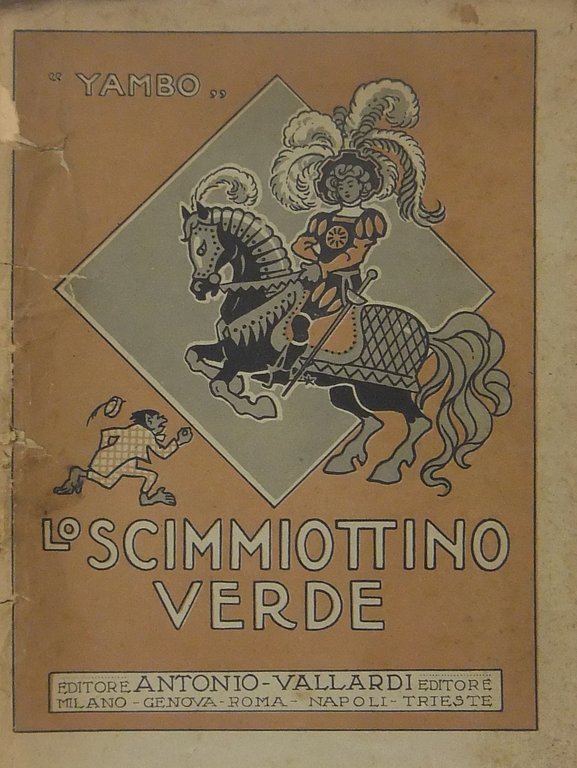 “ YAMBO „
LO SCIMMIOTTINO
VERDE
EDITORE ANTONIO-VALLARDI EDITORE
MILANO - GENOVA - ROMA - NAPOLI - TRIESTE